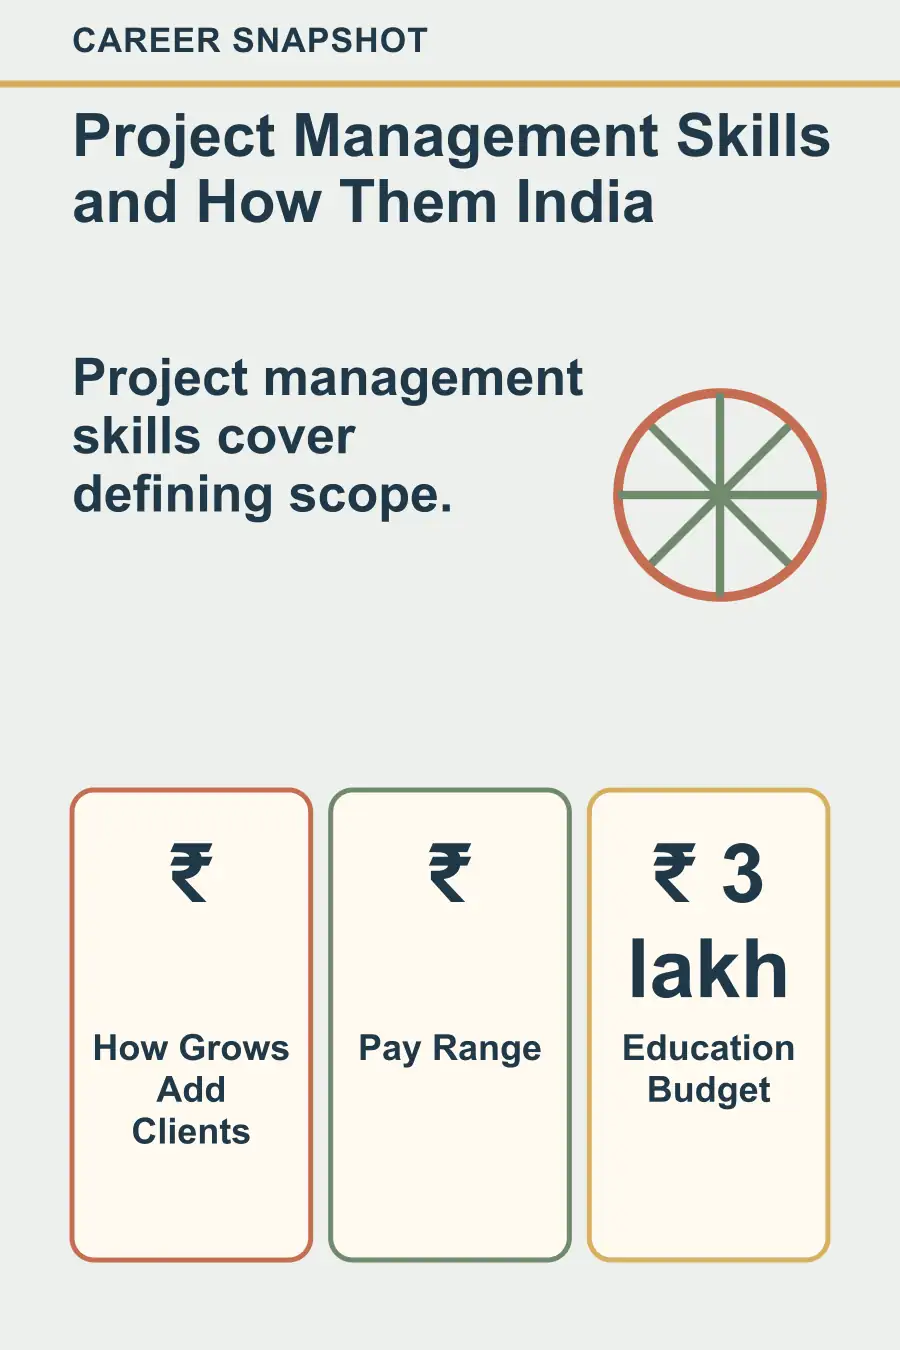 CAREER SNAPSHOT
Project Management Skills
and How Them India
Project management
skills cover
defining scope.
₹
How Grows
Add
Clients
₹
Pay Range
₹ 3
lakh
Education
Budget